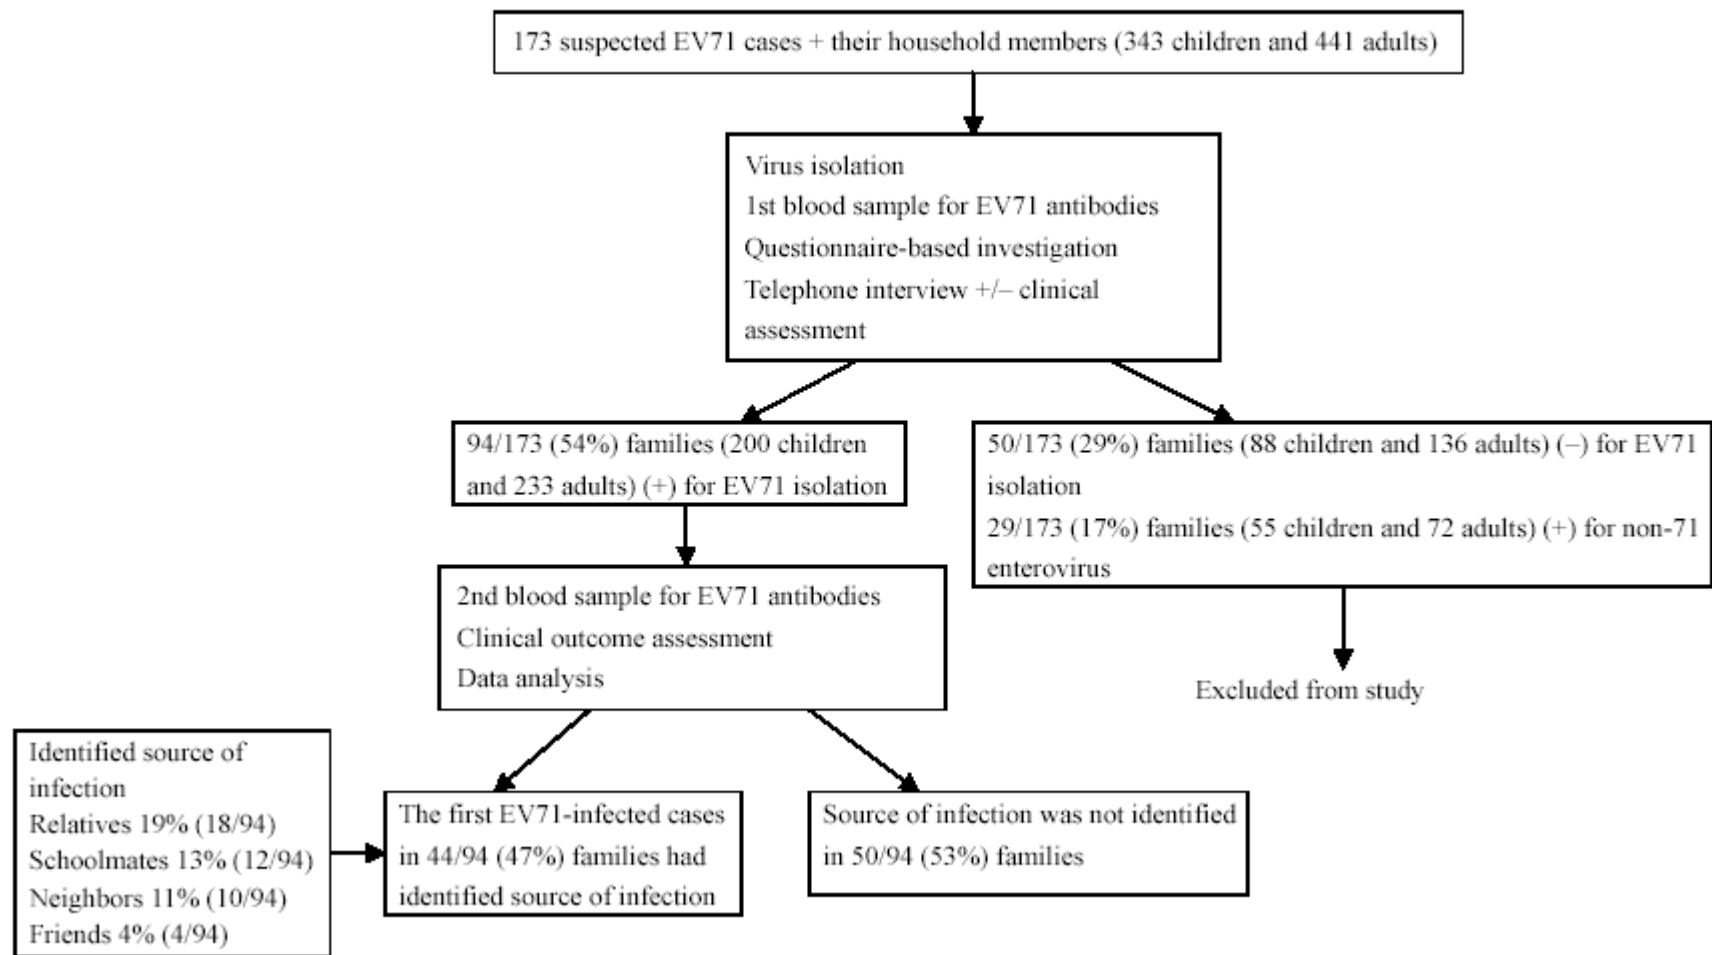 173 suspected EV71 cases + their household members (343 children and 441 adults)
Virus isolation
1st blood sample for EV71 antibodies
Questionnaire-based investigation
Telephone interview +/– clinical
assessment
94/173 (54%) families (200 children
and 233 adults) (+) for EV71 isolation
50/173 (29%) families (88 children and 136 adults) (–) for EV71
isolation
29/173 (17%) families (55 children and 72 adults) (+) for non-71
enterovirus
2nd blood sample for EV71 antibodies
Clinical outcome assessment
Data analysis
Excluded from study
Identified source of
infection
Relatives 19% (18/94)
Schoolmates 13% (12/94)
Neighbors 11% (10/94)
Friends 4% (4/94)
The first EV71-infected cases
in 44/94 (47%) families had
identified source of infection
Source of infection was not identified
in 50/94 (53%) families